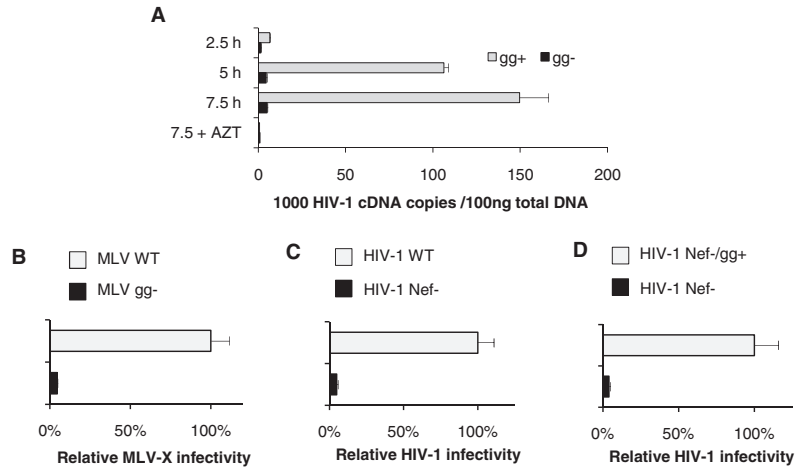 A
2.5 h
5 h
7.5 h
7.5 + AZT
gg+ gg-
0 50 100 150 200
1000 HIV-1 cDNA copies /100ng total DNA
B
MLV WT
MLV gg-
0% 50% 100%
Relative MLV-X infectivity
C
HIV-1 WT
HIV-1 Nef-
0% 50% 100%
Relative HIV-1 infectivity
D
HIV-1 Nef-/gg+
HIV-1 Nef-
0% 50% 100%
Relative HIV-1 infectivity